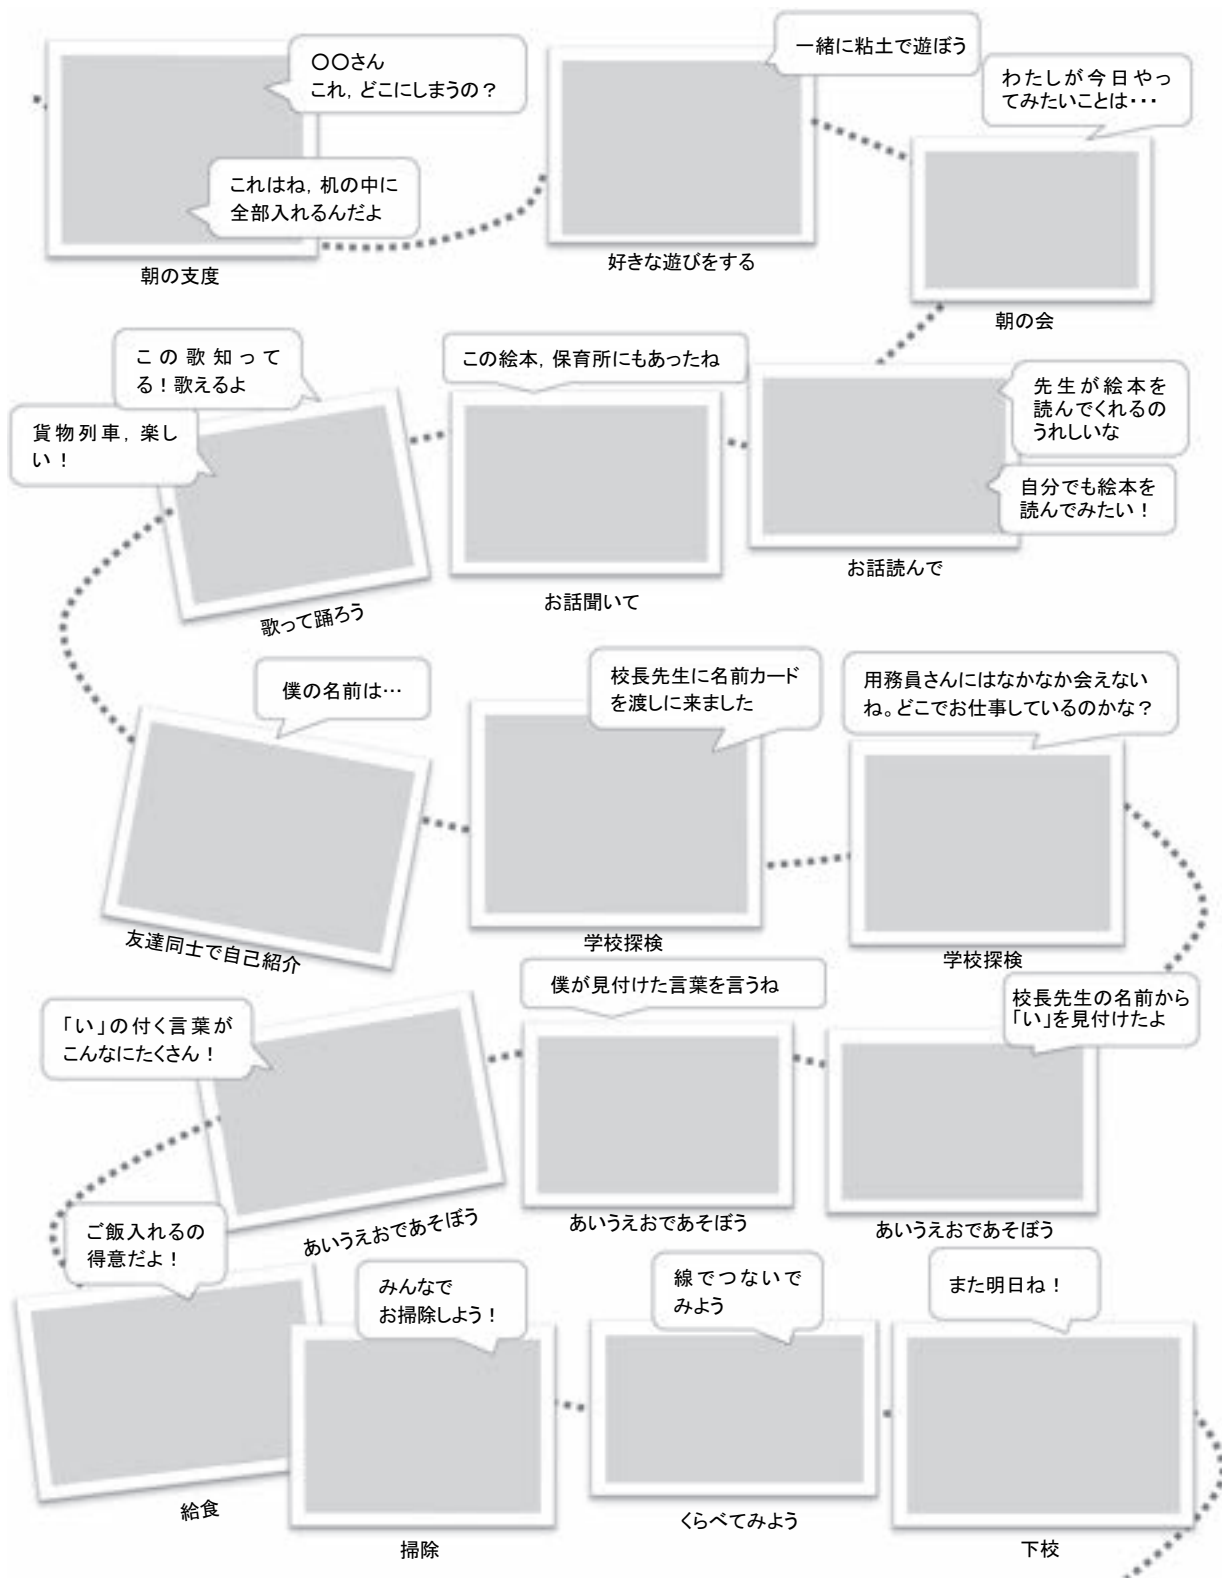 〇〇さん
これ，どこにしまうの？
これはね，机の中に
全部入れるんだよ
朝の支度
一緒に粘土で遊ぼう
好きな遊びをする
わたしが今日やっ
てみたいことは・・・
朝の会
先生が絵本を
読んでくれるの
うれしいな
自分でも絵本を
読んでみたい！
お話読んで
この絵本，保育所にもあったね
お話聞いて
この歌知って
る！歌えるよ
貨物列車，楽し
い！
歌って踊ろう
僕の名前は…
友達同士で自己紹介
校長先生に名前カード
を渡しに来ました
学校探検
用務員さんにはなかなか会えない
ね。どこでお仕事しているのかな？
学校探検
校長先生の名前から
「い」を見付けたよ
あいうえおであそぼう
僕が見付けた言葉を言うね
あいうえおであそぼう
「い」の付く言葉が
こんなにたくさん！
あいうえおであそぼう
ご飯入れるの
得意だよ！
給食
みんなで
お掃除しよう！
掃除
線でつないで
みよう
くらべてみよう
また明日ね！
下校